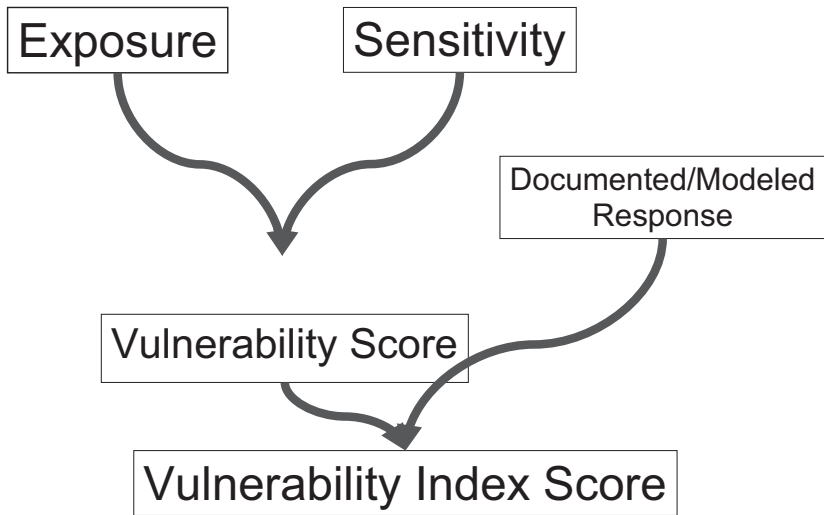 Exposure
Sensitivity
Documented/Modeled
Response
Vulnerability Score
Vulnerability Index Score